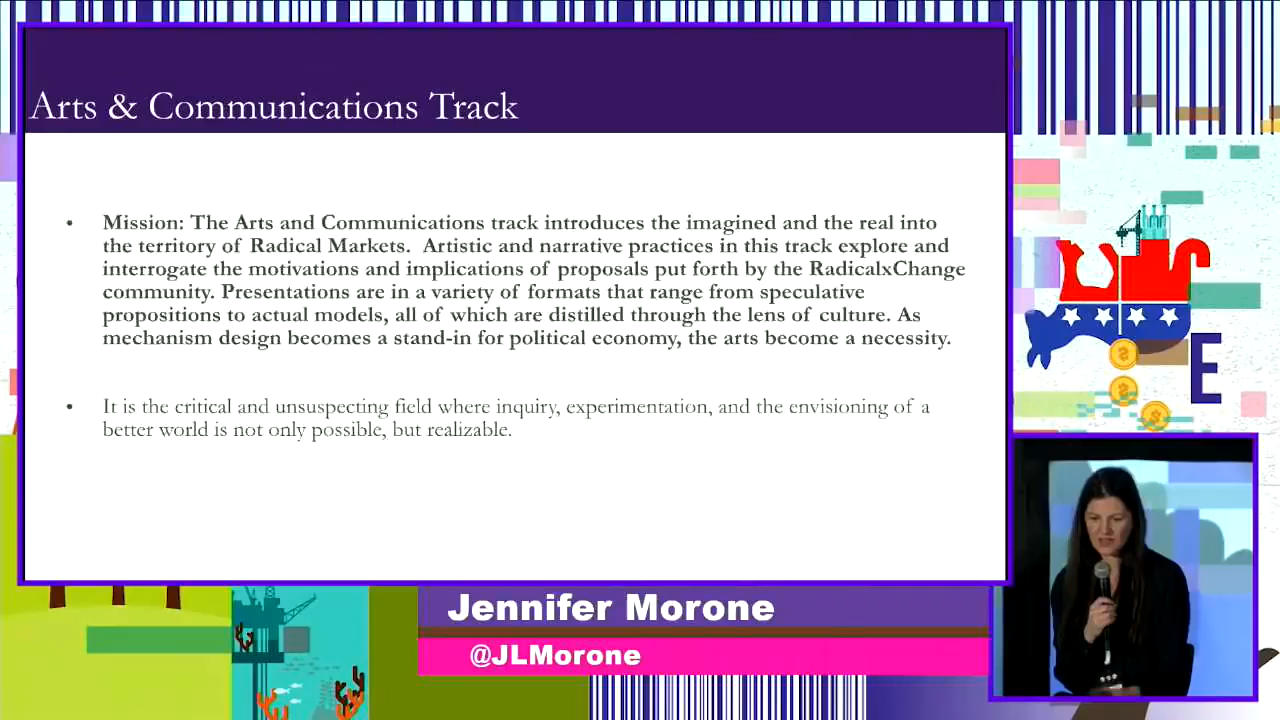 Arts & Communications Track
• Mission: The Arts and Communications track introduces the imagined and the real into
the territory of Radical Markets. Artistic and narrative practices in this track explore and
interrogate the motivations and implications of proposals put forth by the RadicalxChange
community. Presentations are in a variety of formats that range from speculative
propositions to actual models, all of which are distilled through the lens of culture. As
mechanism design becomes a stand-in for political economy, the arts become a necessity.
• It is the critical and unsuspecting field where inquiry, experimentation, and the envisioning of a
better world is not only possible, but realizable.
E
Jennifer Morone
@JLMorone